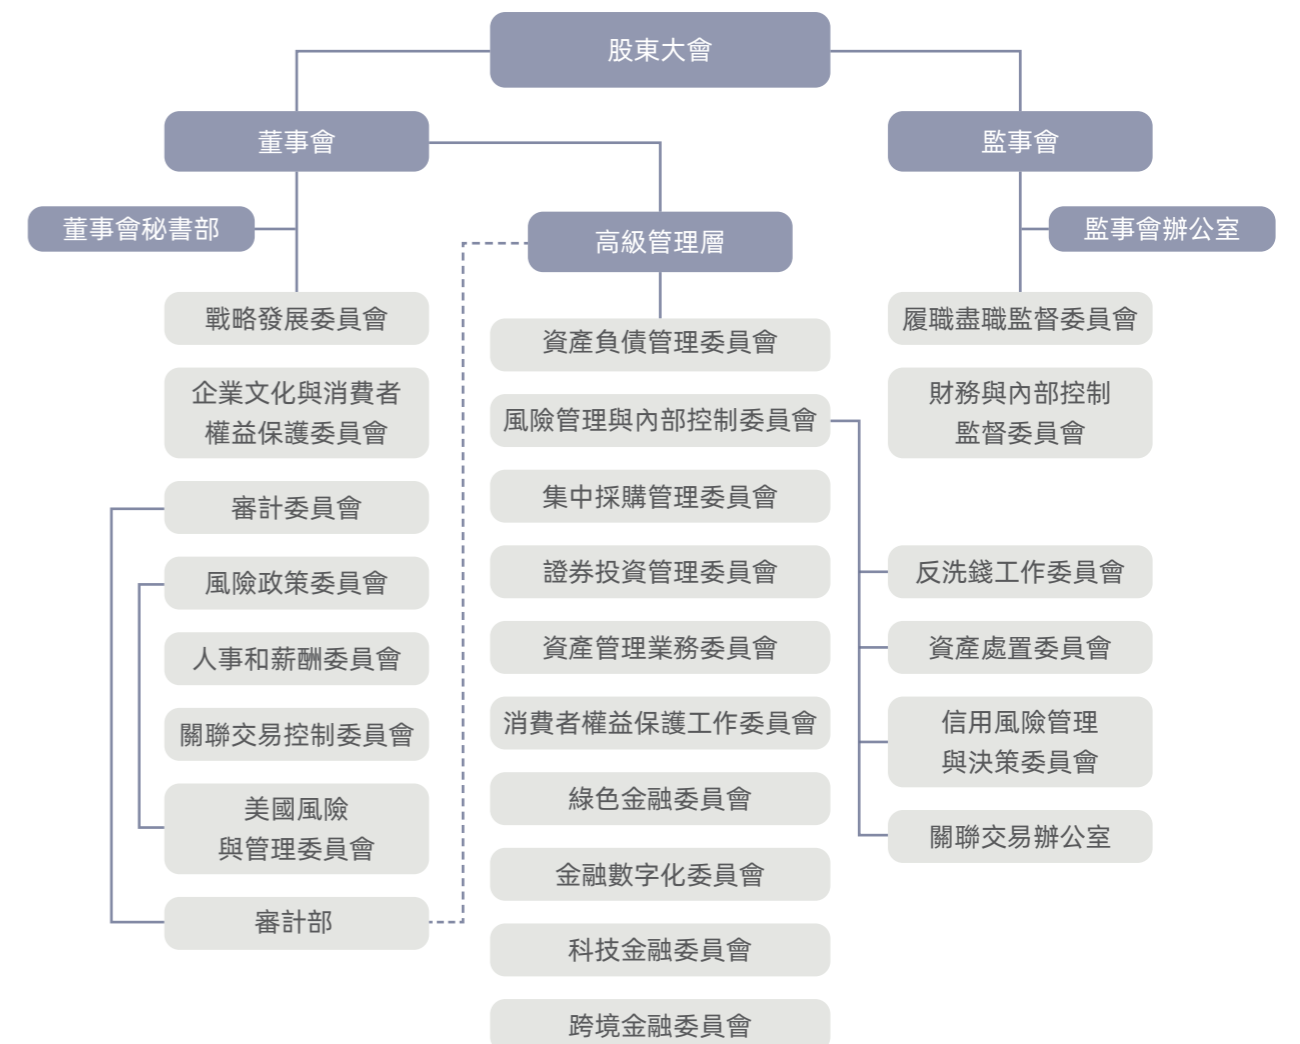 股東大會
董事會
監事會
董事會秘書部
高級管理層
監事會辦公室
戰略發展委員會
企業文化與消費者
權益保護委員會
審計委員會
風險政策委員會
人事和薪酬委員會
關聯交易控制委員會
美國風險
與管理委員會
審計部
資產負債管理委員會
風險管理與內部控制委員會
集中採購管理委員會
證券投資管理委員會
資產管理業務委員會
消費者權益保護工作委員會
綠色金融委員會
金融數字化委員會
科技金融委員會
跨境金融委員會
履職盡職監督委員會
財務與內部控制
監督委員會
反洗錢工作委員會
資產處置委員會
信用風險管理
與決策委員會
關聯交易辦公室